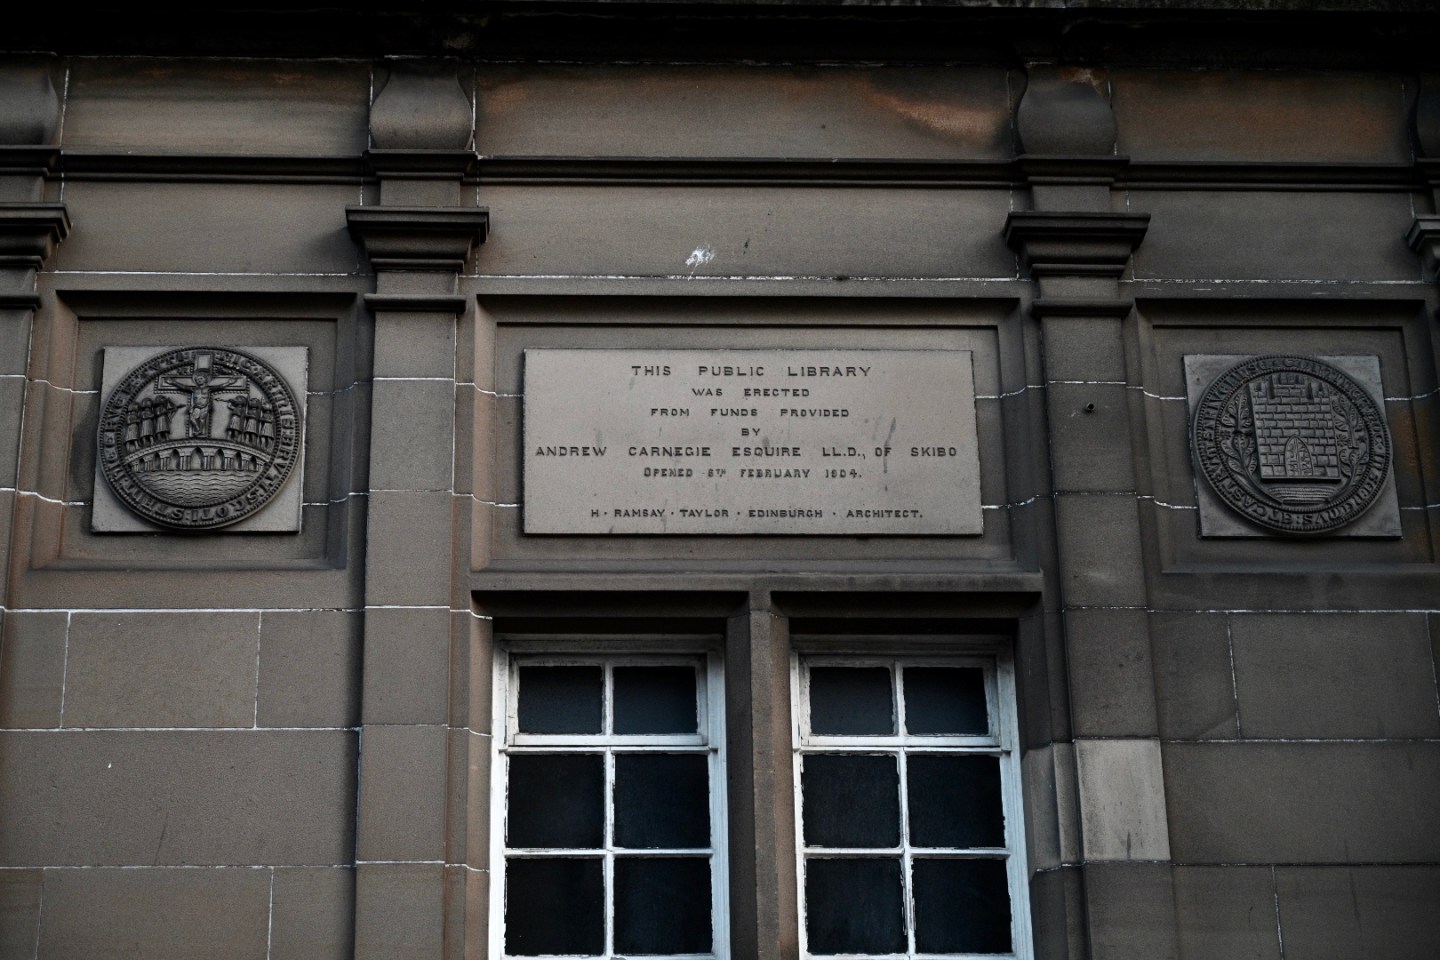 THIS PUBLIC LIBRARY
WAS ERECTED
FROM FUNDS PROVIDED
BY
ANDREW CARNEGIE ESQUIRE LL.D., OF SKIBO
OPENED 6TH FEBRUARY 1904.
H · RAMSAY · TAYLOR · EDINBURGH · ARCHITECT.